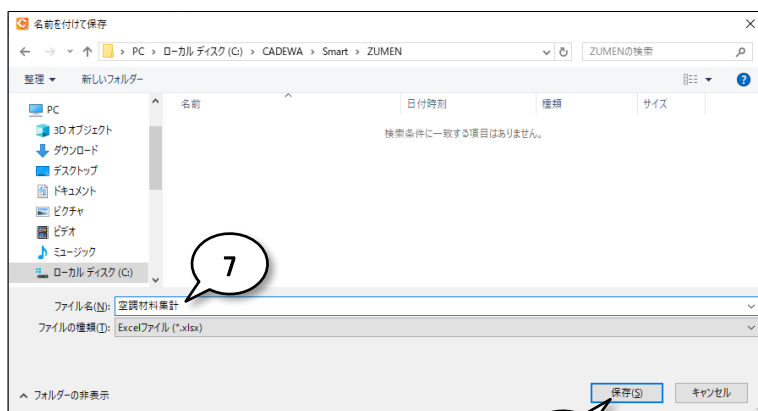 名前を付けて保存
PC > ローカル ディスク (C:) > CADEWA > Smart > ZUMEN
ZUMENの検索
整理 新しいフォルダー
名前 日付時刻 種類 サイズ
検索条件に一致する項目はありません。
PC
3D オブジェクト
ダウンロード
デスクトップ
ドキュメント
ピクチャ
ビデオ
ミュージック
ローカル ディスク (C:)
7
ファイル名(N): 空調材料集計
ファイルの種類(T): Excelファイル (*.xlsx)
フォルダーの非表示
保存(S) キャンセル